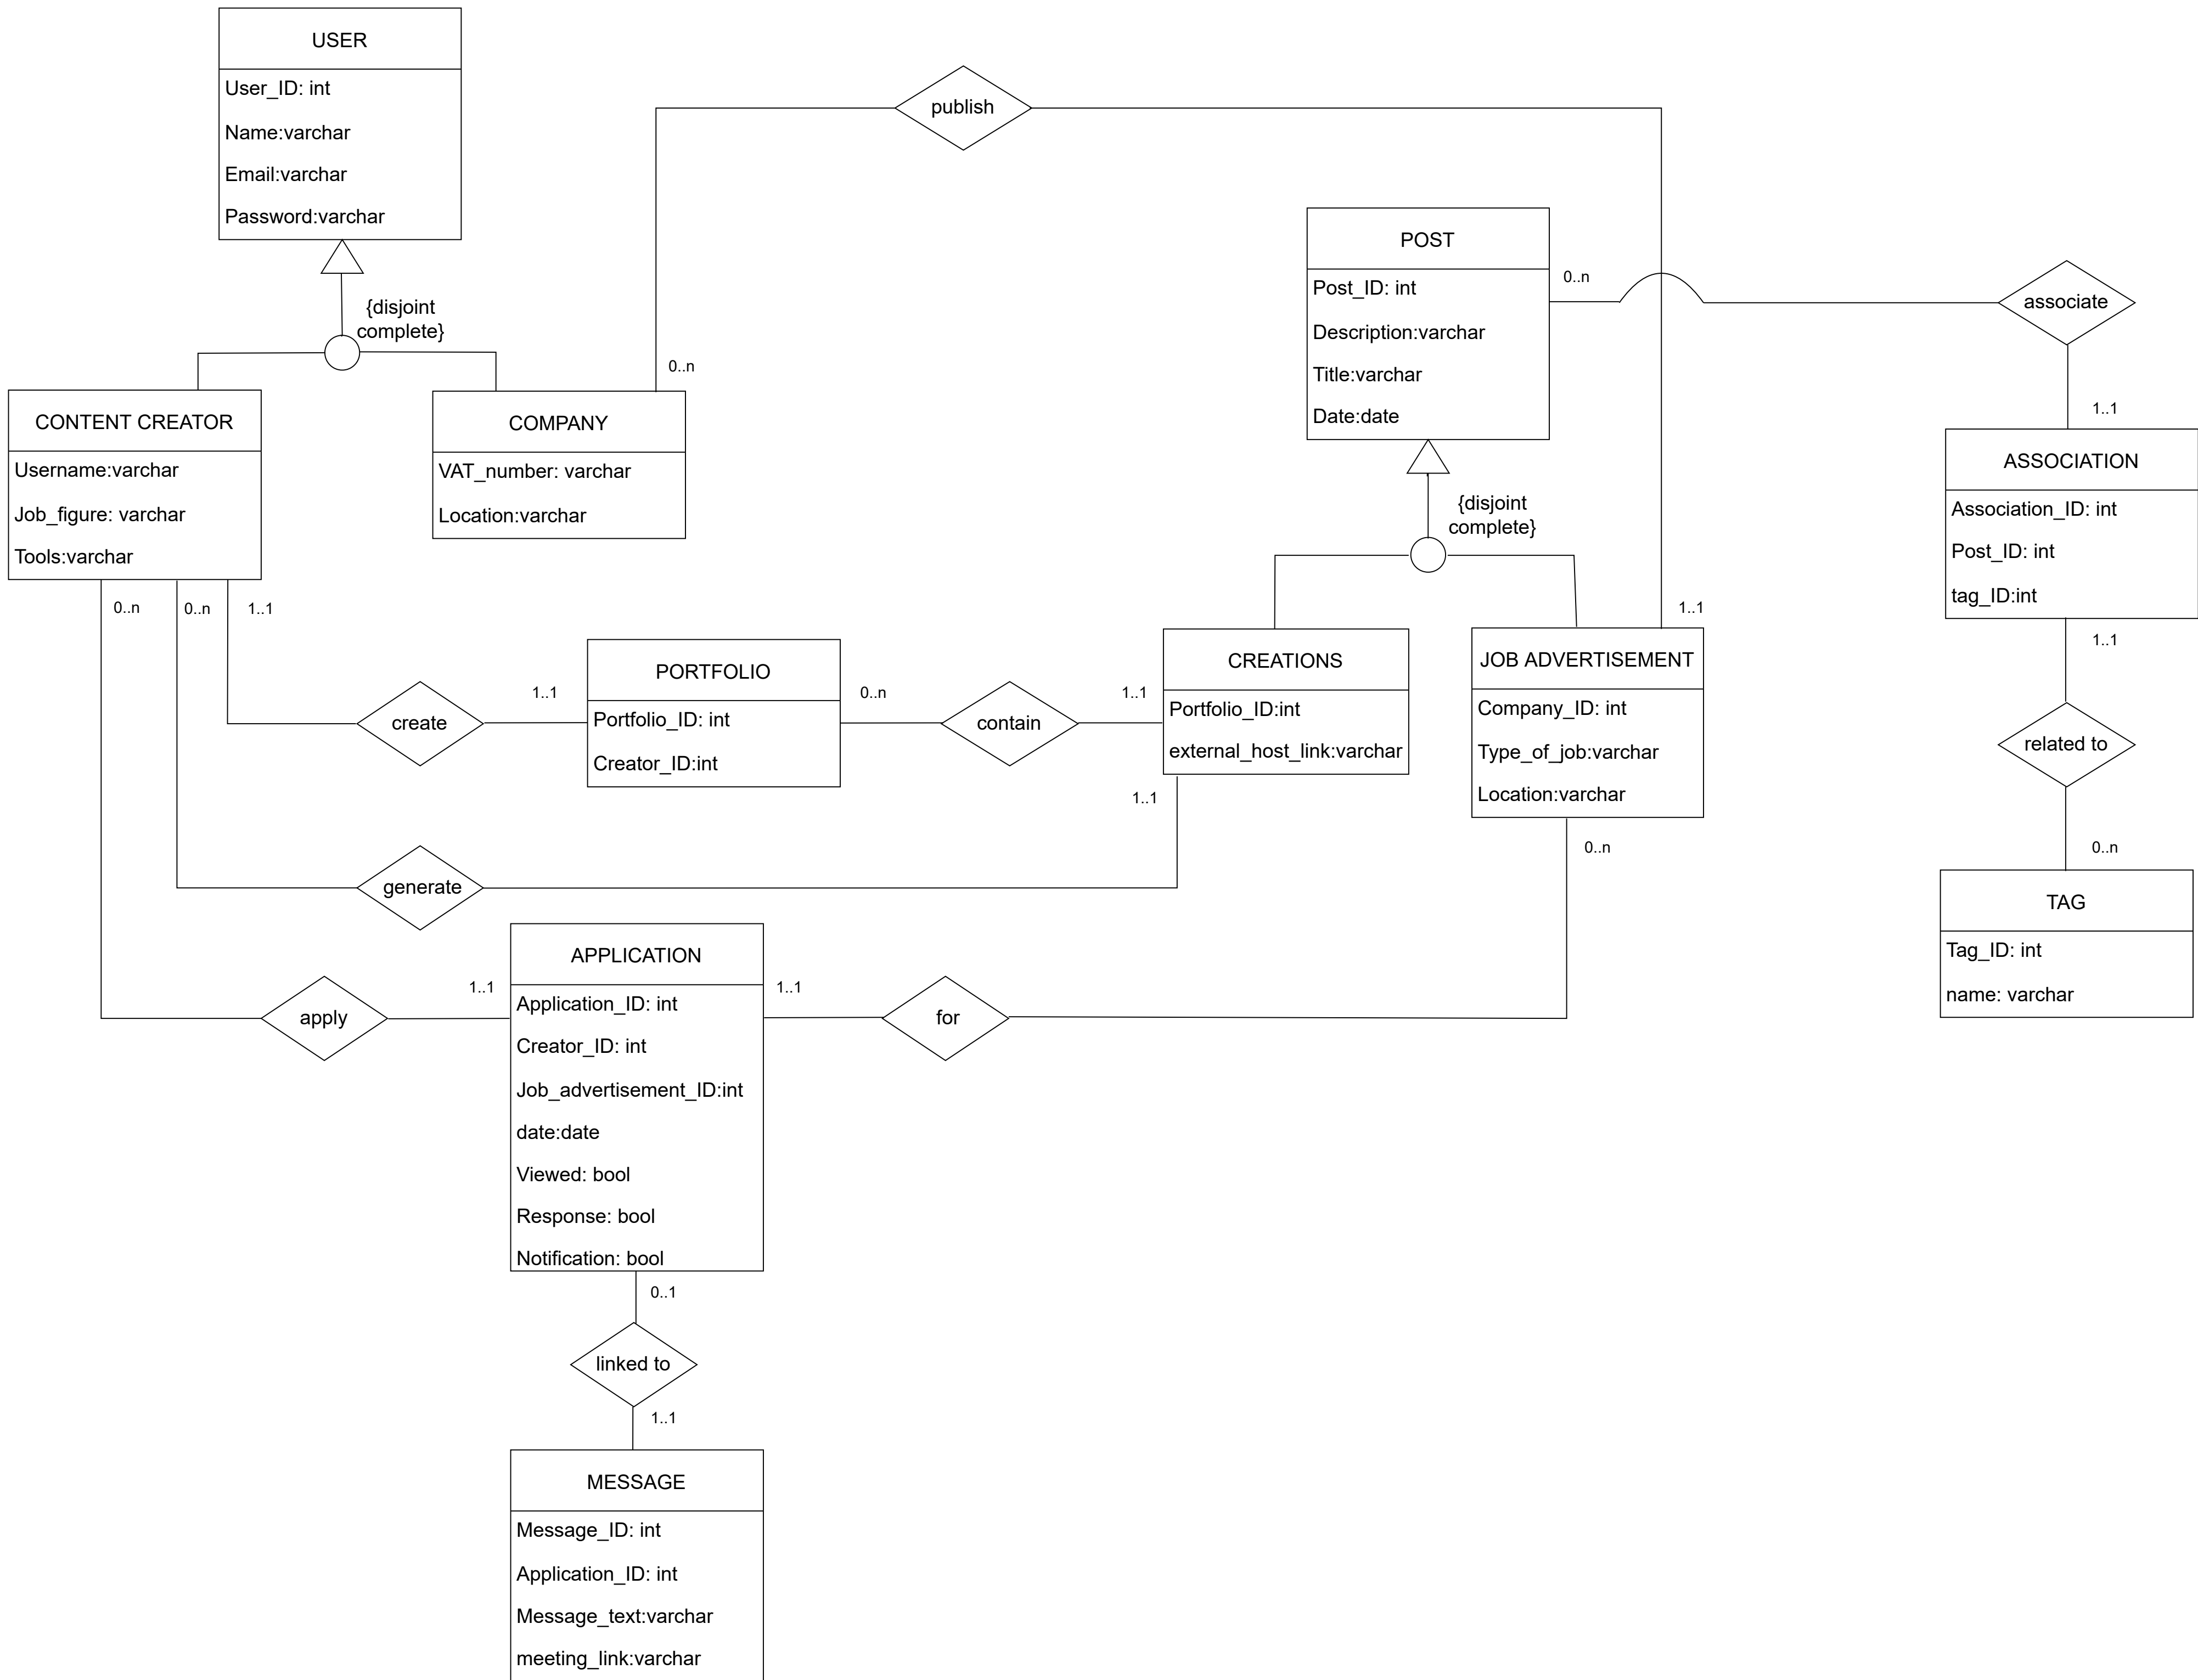 USER
User_ID: int
Name:varchar
Email:varchar
Password:varchar
{disjoint
complete}
CONTENT CREATOR
Username:varchar
Job_figure: varchar
Tools:varchar
0..n
0..n
1..1
COMPANY
VAT_number: varchar
Location:varchar
0..n
publish
POST
Post_ID: int
Description:varchar
Title:varchar
Date:date
0..n
{disjoint
complete}
associate
1..1
ASSOCIATION
Association_ID: int
Post_ID: int
tag_ID:int
1..1
related to
0..n
TAG
Tag_ID: int
name: varchar
create
1..1
PORTFOLIO
Portfolio_ID: int
Creator_ID:int
0..n
contain
1..1
CREATIONS
Portfolio_ID:int
external_host_link:varchar
1..1
1..1
JOB ADVERTISEMENT
Company_ID: int
Type_of_job:varchar
Location:varchar
0..n
generate
apply
1..1
APPLICATION
Application_ID: int
Creator_ID: int
Job_advertisement_ID:int
date:date
Viewed: bool
Response: bool
Notification: bool
1..1
for
0..1
linked to
1..1
MESSAGE
Message_ID: int
Application_ID: int
Message_text:varchar
meeting_link:varchar